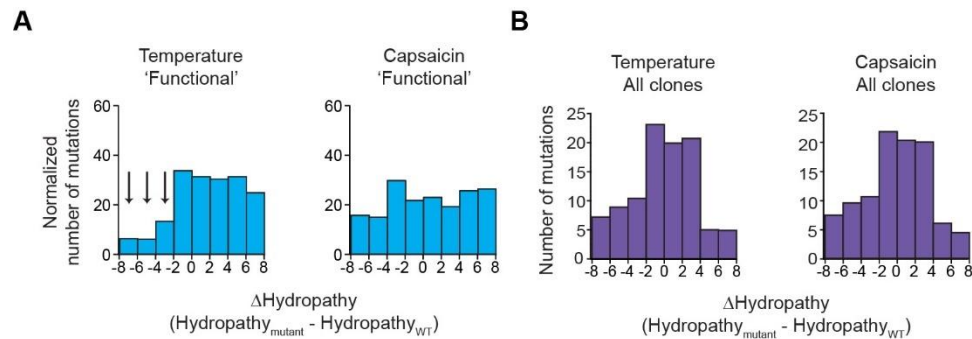 A
Temperature
'Functional'
Capsaicin
'Functional'
Normalized
number of mutations
60
40
20
0
-8 -6 -4 -2 0 2 4 6 8
60
40
20
0
-8 -6 -4 -2 0 2 4 6 8
ΔHydropathy
(Hydropathymutant - HydropathyWT)
B
Temperature
All clones
Capsaicin
All clones
Number of mutations
25
20
15
10
5
0
-8 -6 -4 -2 0 2 4 6 8
25
20
15
10
5
0
-8 -6 -4 -2 0 2 4 6 8
ΔHydropathy
(Hydropathymutant - HydropathyWT)